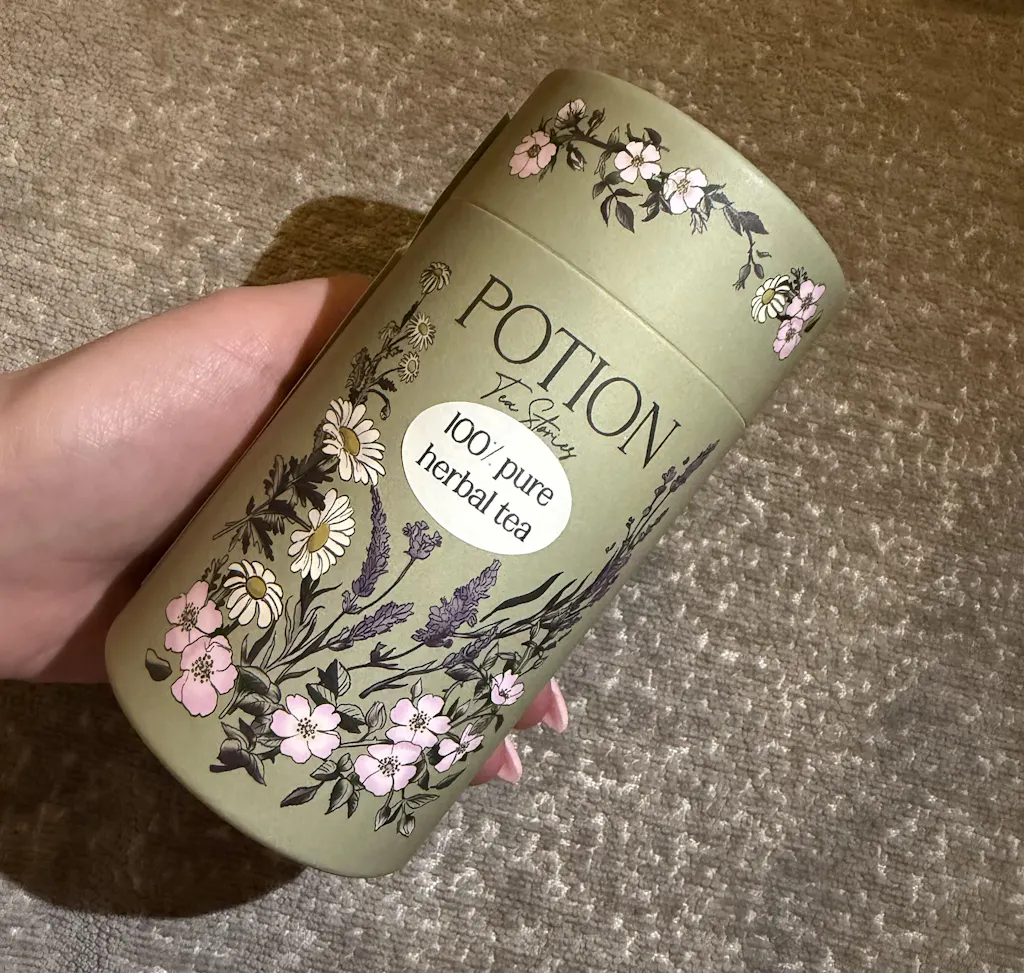 POTION
Tea Stories
100% pure
herbal tea